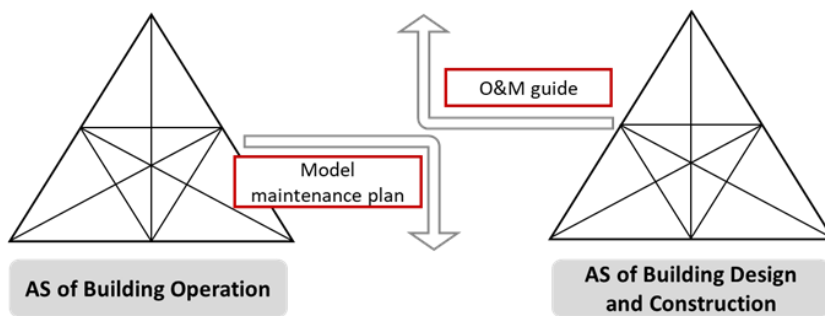 O&M guide
Model
maintenance plan
AS of Building Operation
AS of Building Design
and Construction